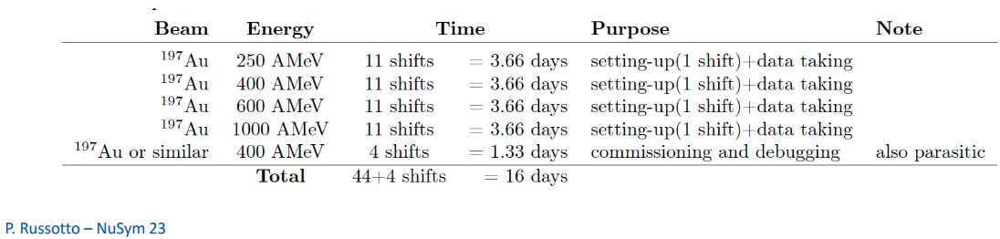 Beam Energy Time Purpose Note
¹⁹⁷Au 250 AMeV 11 shifts = 3.66 days setting-up(1 shift)+data taking
¹⁹⁷Au 400 AMeV 11 shifts = 3.66 days setting-up(1 shift)+data taking
¹⁹⁷Au 600 AMeV 11 shifts = 3.66 days setting-up(1 shift)+data taking
¹⁹⁷Au 1000 AMeV 11 shifts = 3.66 days setting-up(1 shift)+data taking
¹⁹⁷Au or similar 400 AMeV 4 shifts = 1.33 days commissioning and debugging also parasitic
Total 44+4 shifts = 16 days
P. Russotto – NuSym 23